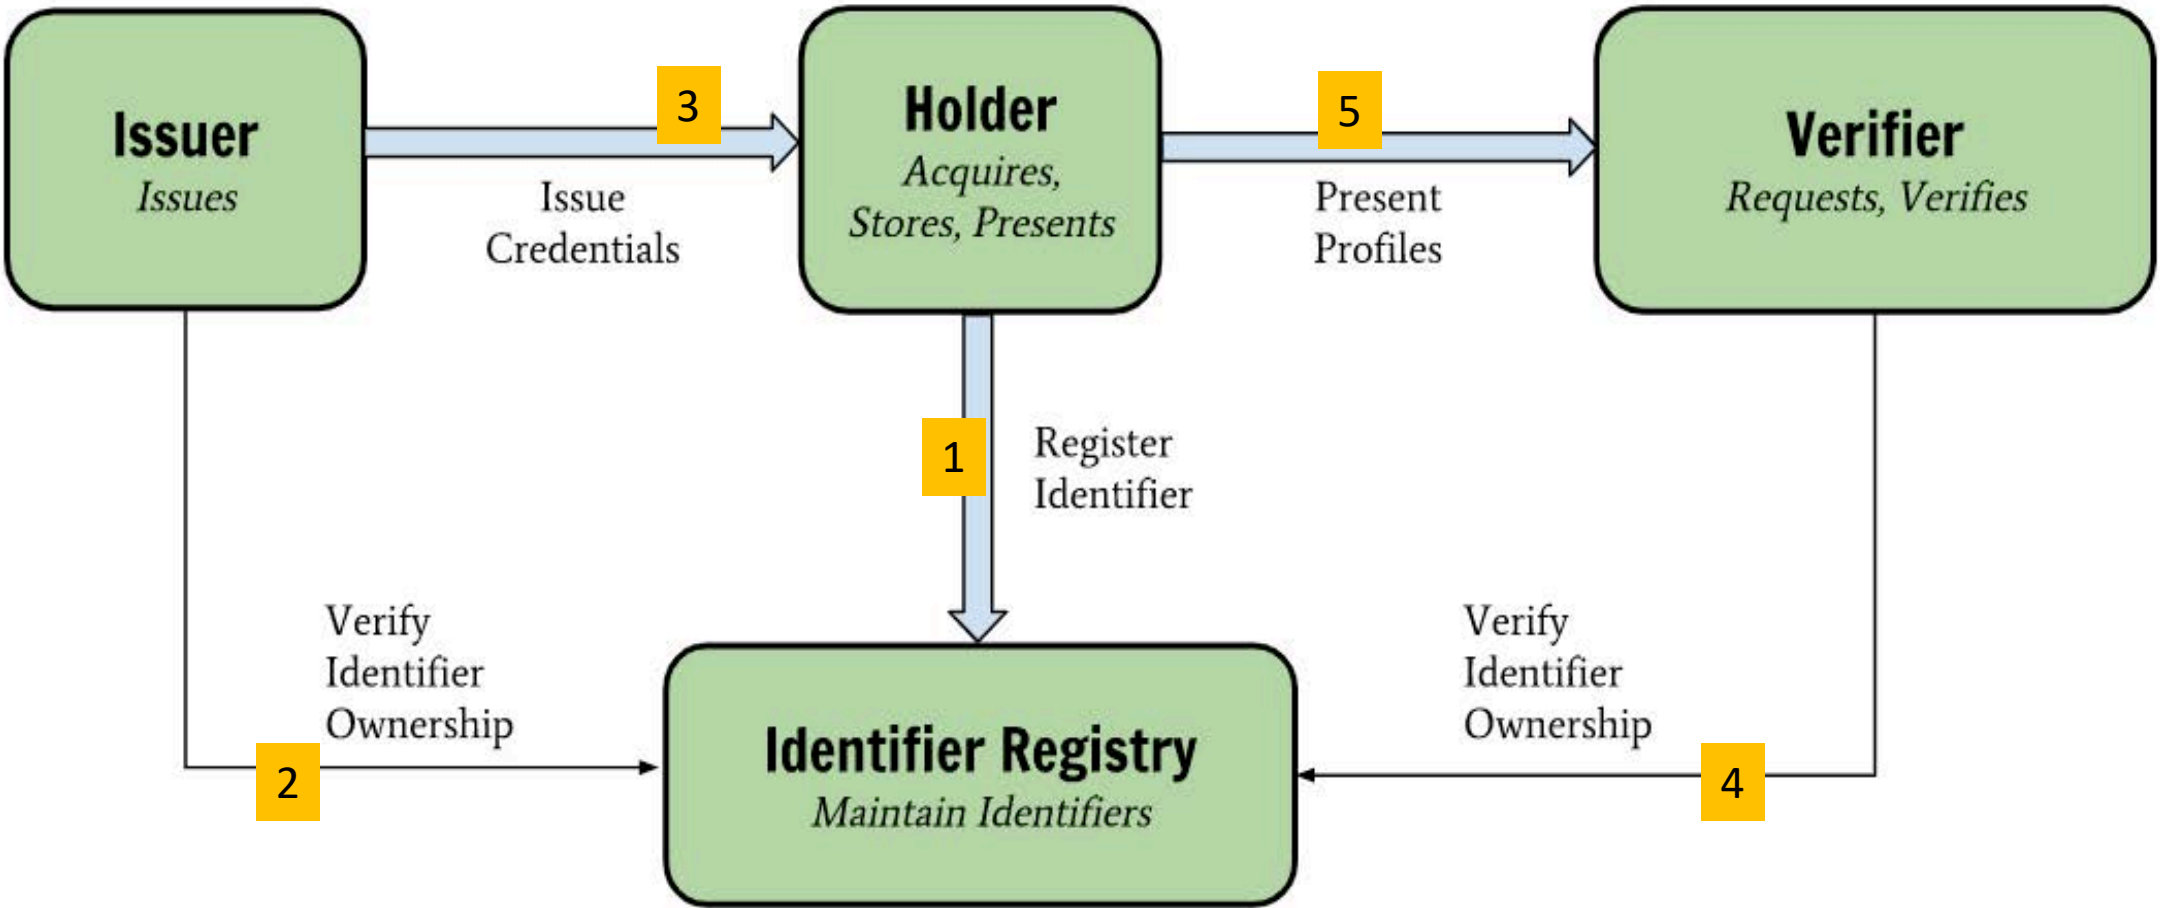 Issuer
Issues
3
Issue
Credentials
Holder
Acquires,
Stores, Presents
5
Present
Profiles
Verifier
Requests, Verifies
1
Register
Identifier
Verify
Identifier
Ownership
2
Identifier Registry
Maintain Identifiers
Verify
Identifier
Ownership
4